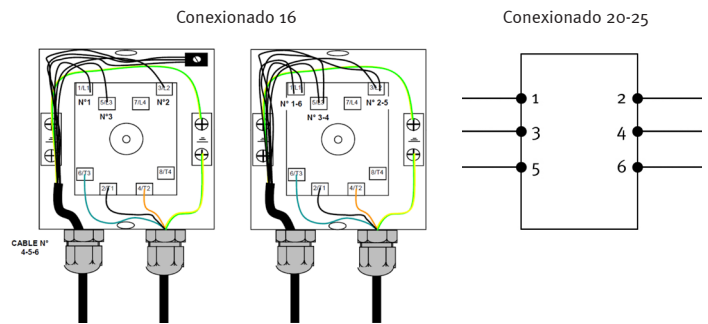 Conexionado 16
Conexionado 20-25
1/L1
3/L2
N°1
5/L3
7/L4
N°2
N°3
6/T3
8/T4
2/T1
4/T2
CABLE N°
4-5-6
1/L1
3/L2
N° 1-6
5/L3
7/L4
N° 2-5
N° 3-4
6/T3
8/T4
2/T1
4/T2
1 2
3 4
5 6